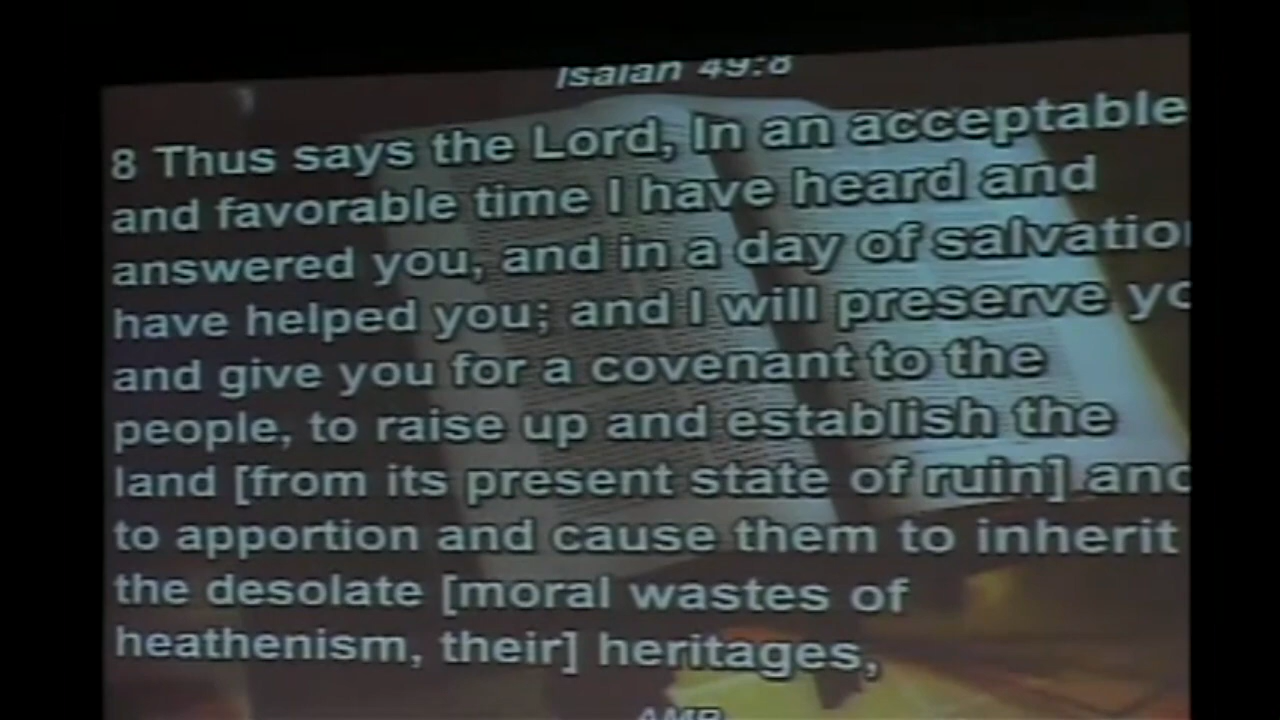 Isaiah 49:8
8 Thus says the Lord, In an acceptable
and favorable time I have heard and
answered you, and in a day of salvatio
have helped you; and I will preserve yo
and give you for a covenant to the
people, to raise up and establish the
land [from its present state of ruin] and
to apportion and cause them to inherit
the desolate [moral wastes of
heathenism, their] heritages,
AMP